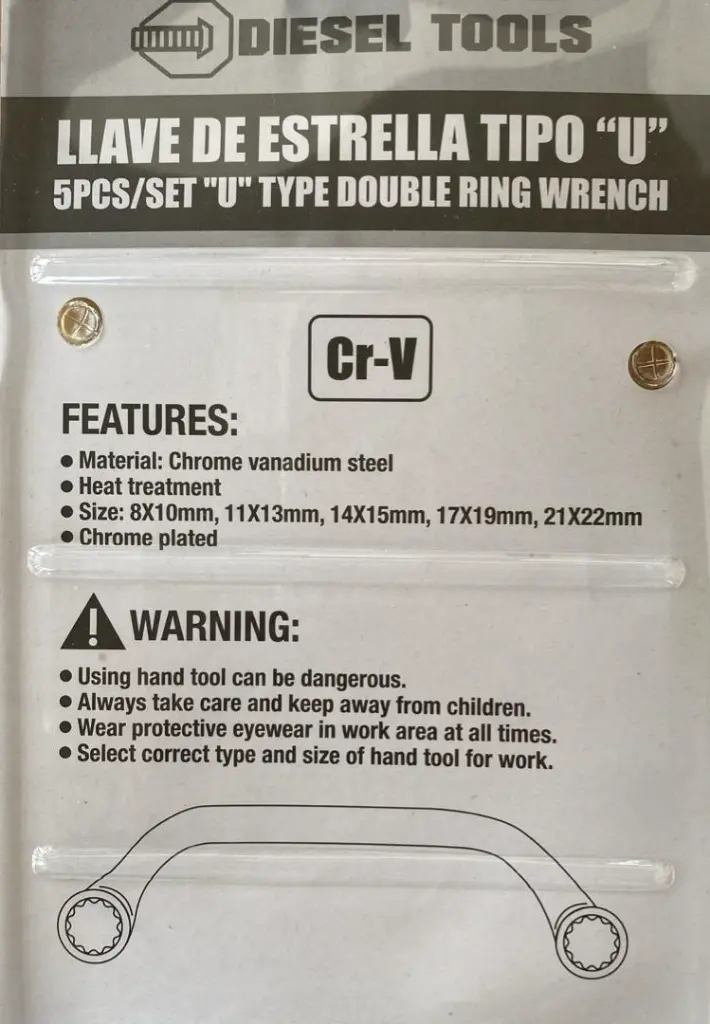 DIESEL TOOLS
LLAVE DE ESTRELLA TIPO “U”
5PCS/SET "U" TYPE DOUBLE RING WRENCH
Cr-V
FEATURES:
● Material: Chrome vanadium steel
● Heat treatment
● Size: 8X10mm, 11X13mm, 14X15mm, 17X19mm, 21X22mm
● Chrome plated
WARNING:
● Using hand tool can be dangerous.
● Always take care and keep away from children.
● Wear protective eyewear in work area at all times.
● Select correct type and size of hand tool for work.